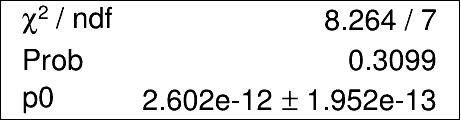 χ² / ndf 8.264 / 7
Prob 0.3099
p0 2.602e-12 ± 1.952e-13